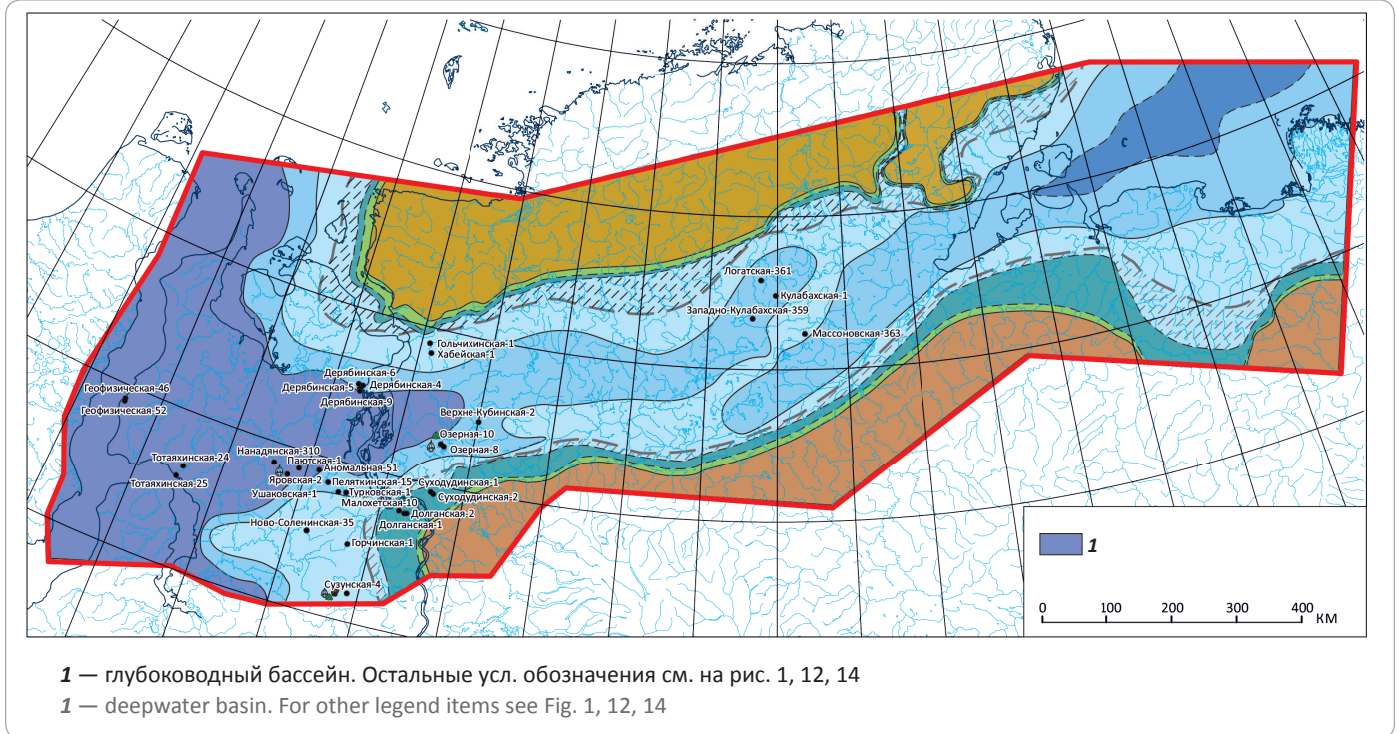 с
Логатская-361
Кулабахская-1
Западно-Кулабахская-359
Массоновская-363
Гольчихинская-1
Хабейская-1
Дерябинская-6
Дерябинская-5
Дерябинская-4
Дерябинская-9
Геофизическая-46
Геофизическая-52
Верхне-Кубинская-2
Озерная-10
Озерная-8
Нанадянская-310
Паютская-1
Тотаяхинская-24
Аномальная-51
Тотаяхинская-25
Яровская-2
Пеляткинская-15
Суходудинская-1
Ушаковская-1
Турковская-1
Суходудинская-2
Малохетская-10
Долганская-2
Ново-Соленинская-35
Долганская-1
Горчинская-1
Сузунская-4
1
0 100 200 300 400 КМ
1 — глубоководный бассейн. Остальные усл. обозначения см. на рис. 1, 12, 14
1 — deepwater basin. For other legend items see Fig. 1, 12, 14